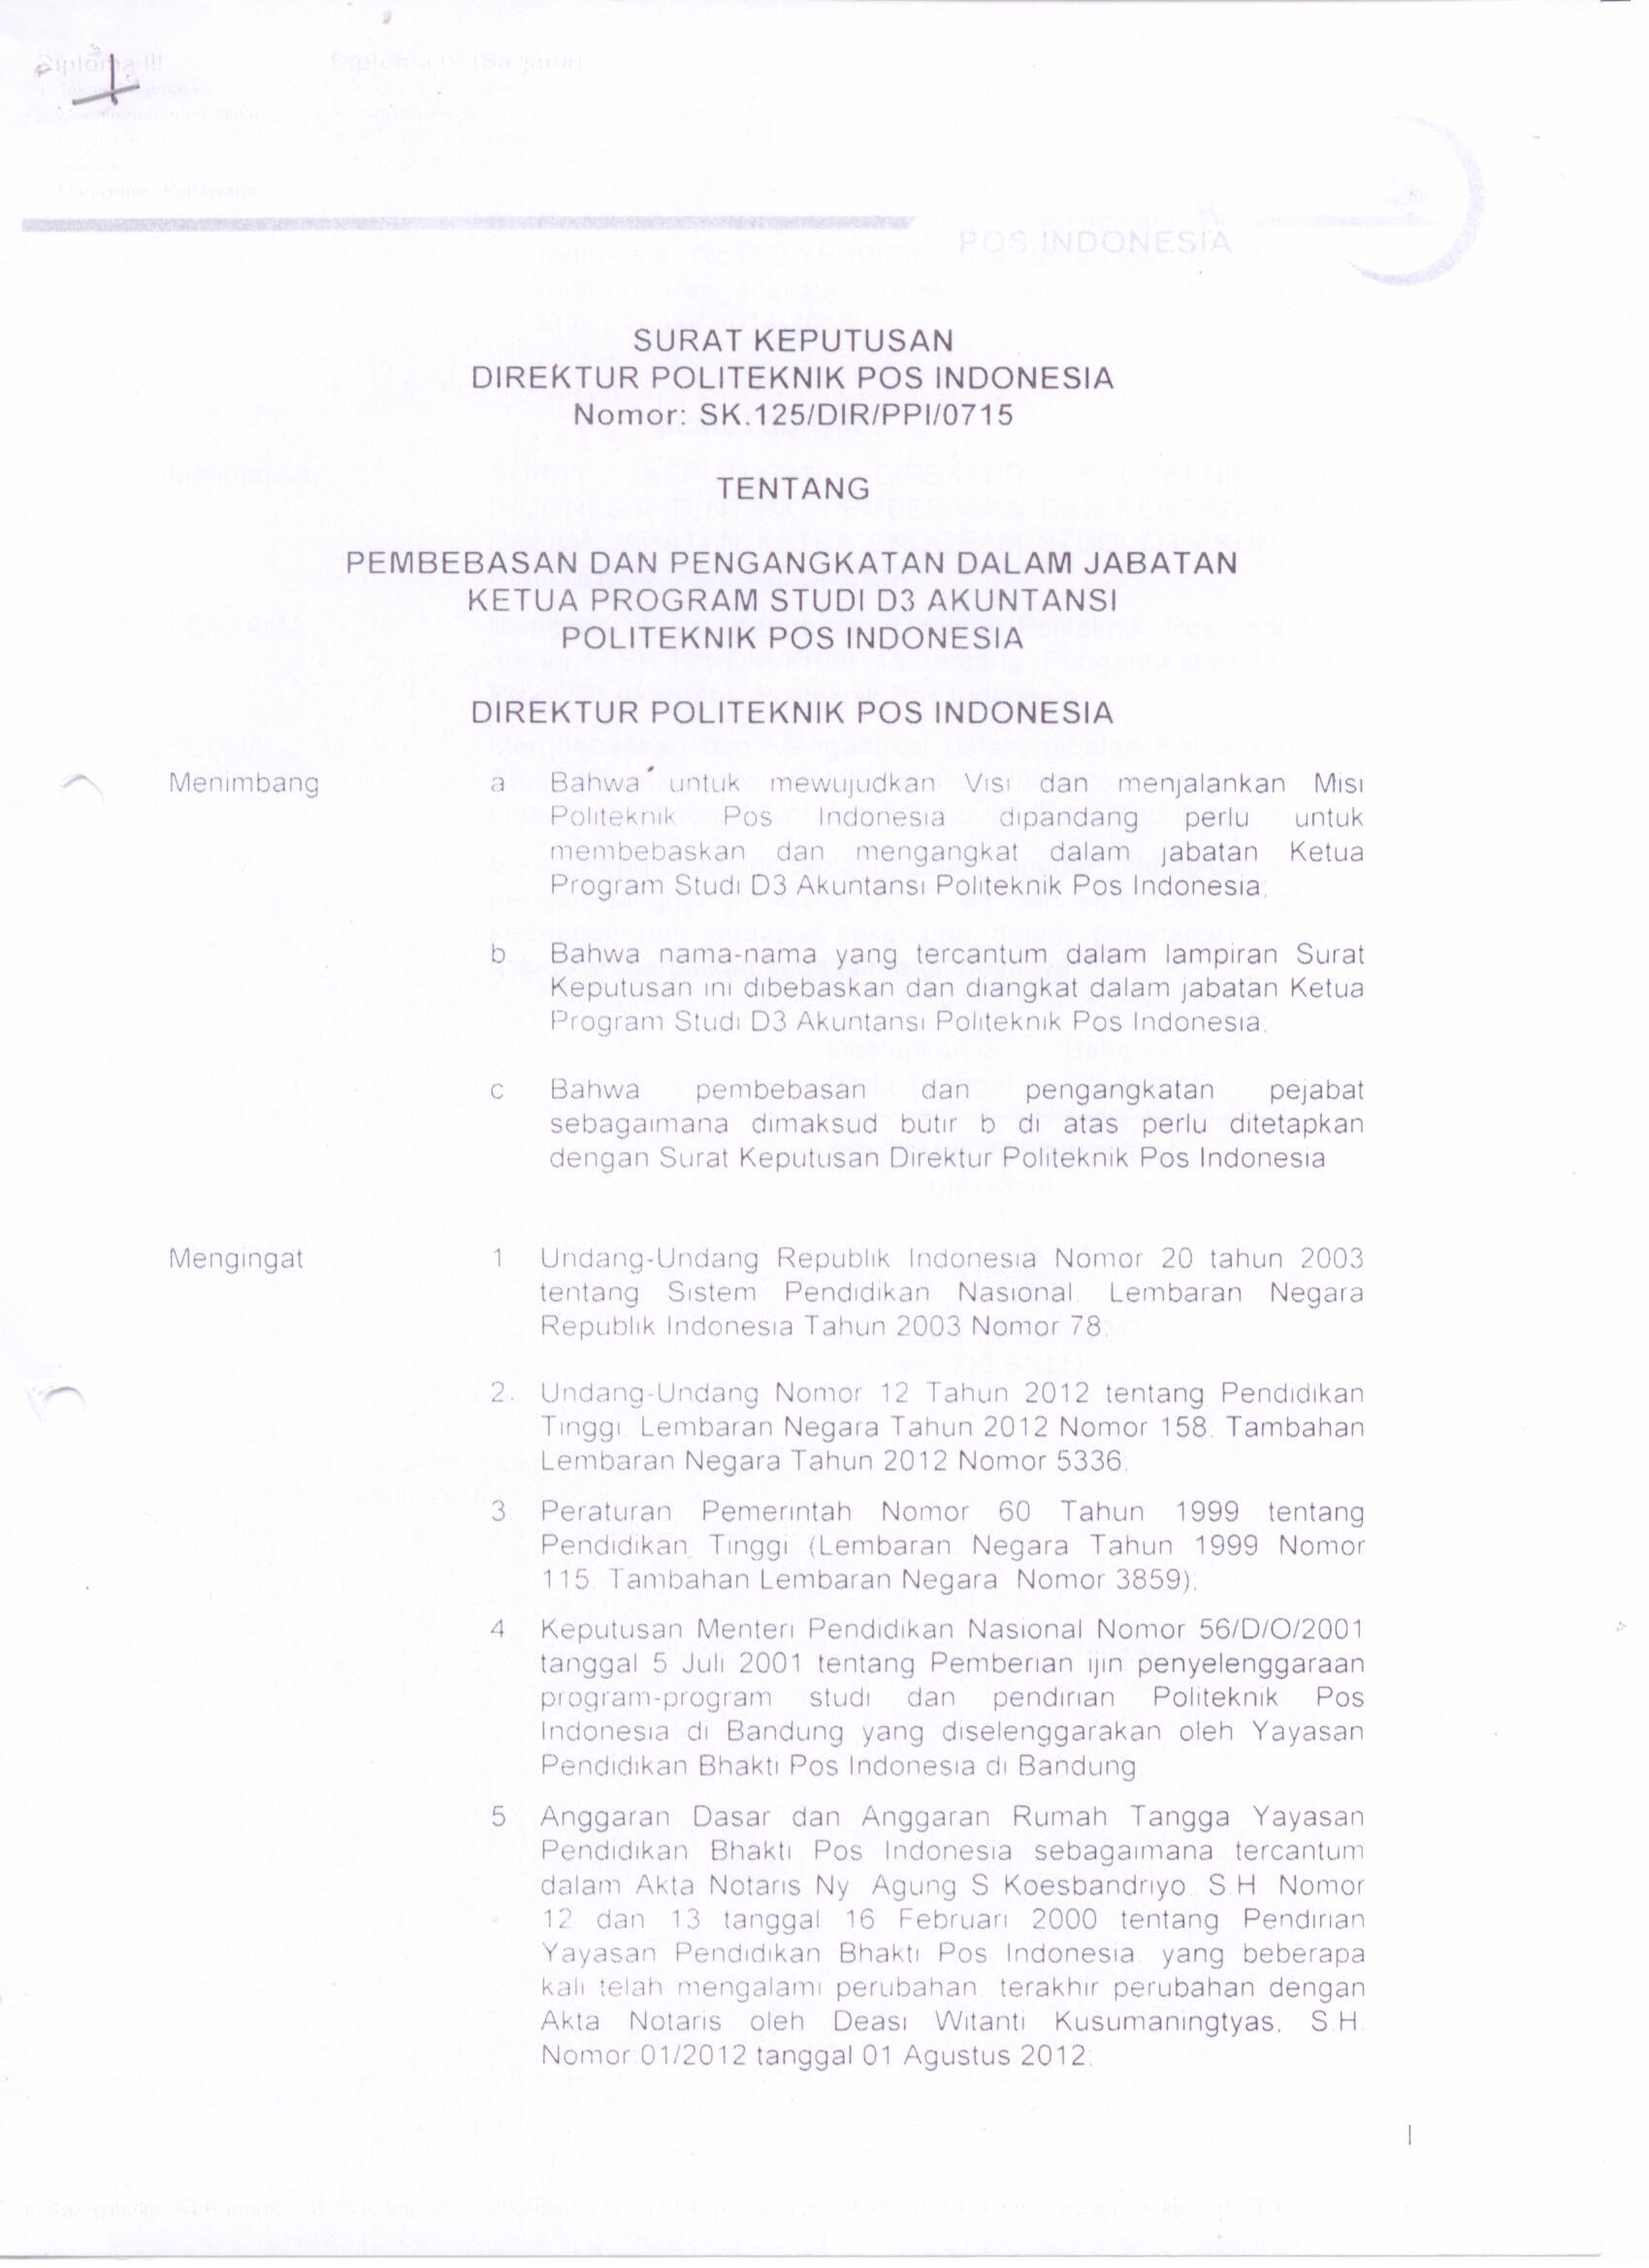 Diploma III
POS INDONESIA
SURAT KEPUTUSAN
DIREKTUR POLITEKNIK POS INDONESIA
Nomor: SK.125/DIR/PPI/0715
TENTANG
PEMBEBASAN DAN PENGANGKATAN DALAM JABATAN
KETUA PROGRAM STUDI D3 AKUNTANSI
POLITEKNIK POS INDONESIA
DIREKTUR POLITEKNIK POS INDONESIA
Menimbang a Bahwa untuk mewujudkan Visi dan menjalankan Misi
Politeknik Pos Indonesia dipandang perlu untuk
membebaskan dan mengangkat dalam jabatan Ketua
Program Studi D3 Akuntansi Politeknik Pos Indonesia;
b Bahwa nama-nama yang tercantum dalam lampiran Surat
Keputusan ini dibebaskan dan diangkat dalam jabatan Ketua
Program Studi D3 Akuntansi Politeknik Pos Indonesia;
c Bahwa pembebasan dan pengangkatan pejabat
sebagaimana dimaksud butir b di atas perlu ditetapkan
dengan Surat Keputusan Direktur Politeknik Pos Indonesia
Mengingat 1 Undang-Undang Republik Indonesia Nomor 20 tahun 2003
tentang Sistem Pendidikan Nasional. Lembaran Negara
Republik Indonesia Tahun 2003 Nomor 78;
2. Undang-Undang Nomor 12 Tahun 2012 tentang Pendidikan
Tinggi. Lembaran Negara Tahun 2012 Nomor 158. Tambahan
Lembaran Negara Tahun 2012 Nomor 5336;
3. Peraturan Pemerintah Nomor 60 Tahun 1999 tentang
Pendidikan Tinggi (Lembaran Negara Tahun 1999 Nomor
115. Tambahan Lembaran Negara Nomor 3859);
4 Keputusan Menteri Pendidikan Nasional Nomor 56/D/O/2001
tanggal 5 Juli 2001 tentang Pemberian ijin penyelenggaraan
program-program studi dan pendirian Politeknik Pos
Indonesia di Bandung yang diselenggarakan oleh Yayasan
Pendidikan Bhakti Pos Indonesia di Bandung
5 Anggaran Dasar dan Anggaran Rumah Tangga Yayasan
Pendidikan Bhakti Pos Indonesia sebagaimana tercantum
dalam Akta Notaris Ny Agung S Koesbandriyo. S.H. Nomor
12 dan 13 tanggal 16 Februari 2000 tentang Pendirian
Yayasan Pendidikan Bhakti Pos Indonesia yang beberapa
kali telah mengalami perubahan. terakhir perubahan dengan
Akta Notaris oleh Deasi Witanti Kusumaningtyas, S.H.
Nomor:01/2012 tanggal 01 Agustus 2012;